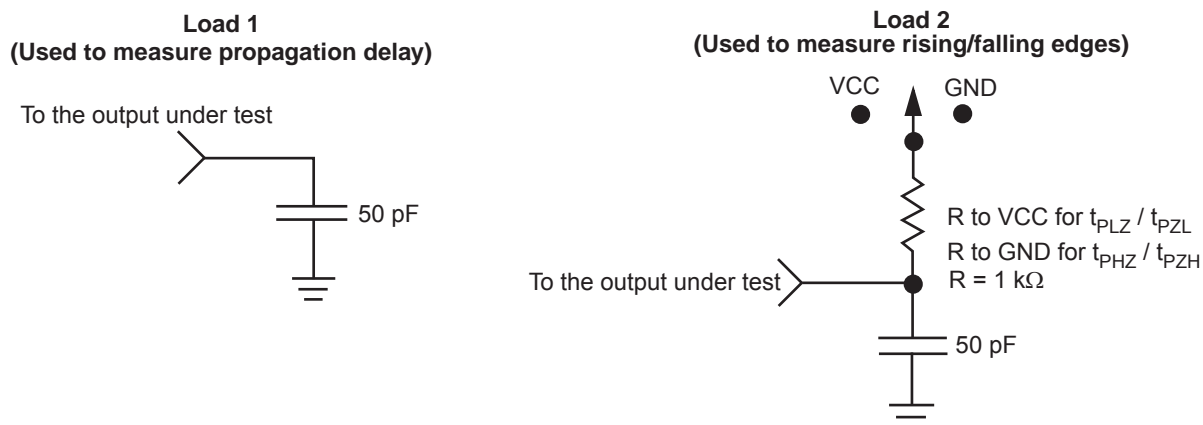 Load 1
(Used to measure propagation delay)
To the output under test
50 pF
Load 2
(Used to measure rising/falling edges)
VCC
GND
R to VCC for tPLZ / tPZL
R to GND for tPHZ / tPZH
R = 1 kΩ
To the output under test
50 pF